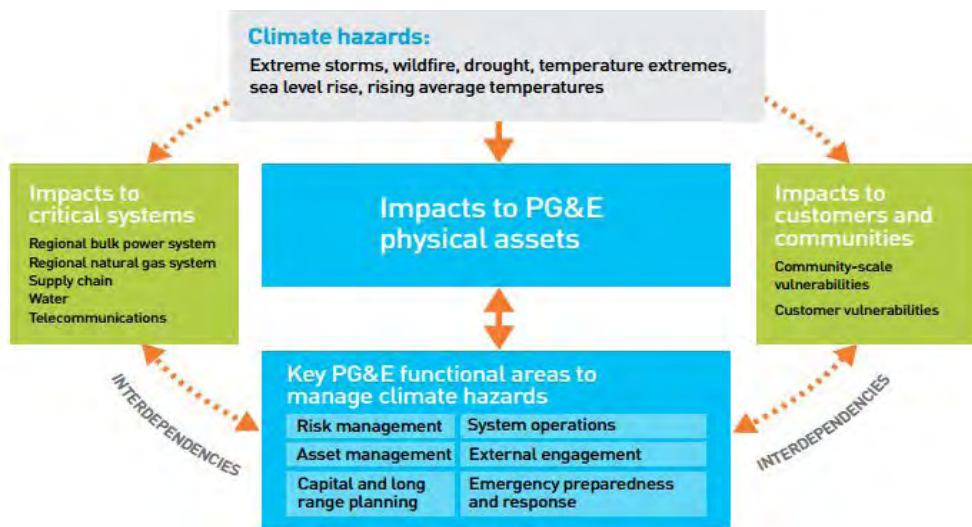 Climate hazards:
Extreme storms, wildfire, drought, temperature extremes,
sea level rise, rising average temperatures
Impacts to
critical systems
Regional bulk power system
Regional natural gas system
Supply chain
Water
Telecommunications
Impacts to PG&E
physical assets
Impacts to
customers and
communities
Community-scale
vulnerabilities
Customer vulnerabilities
INTERDEPENDENCIES
Key PG&E functional areas to
manage climate hazards
Risk management
System operations
Asset management
External engagement
Capital and long
range planning
Emergency preparedness
and response
INTERDEPENDENCIES